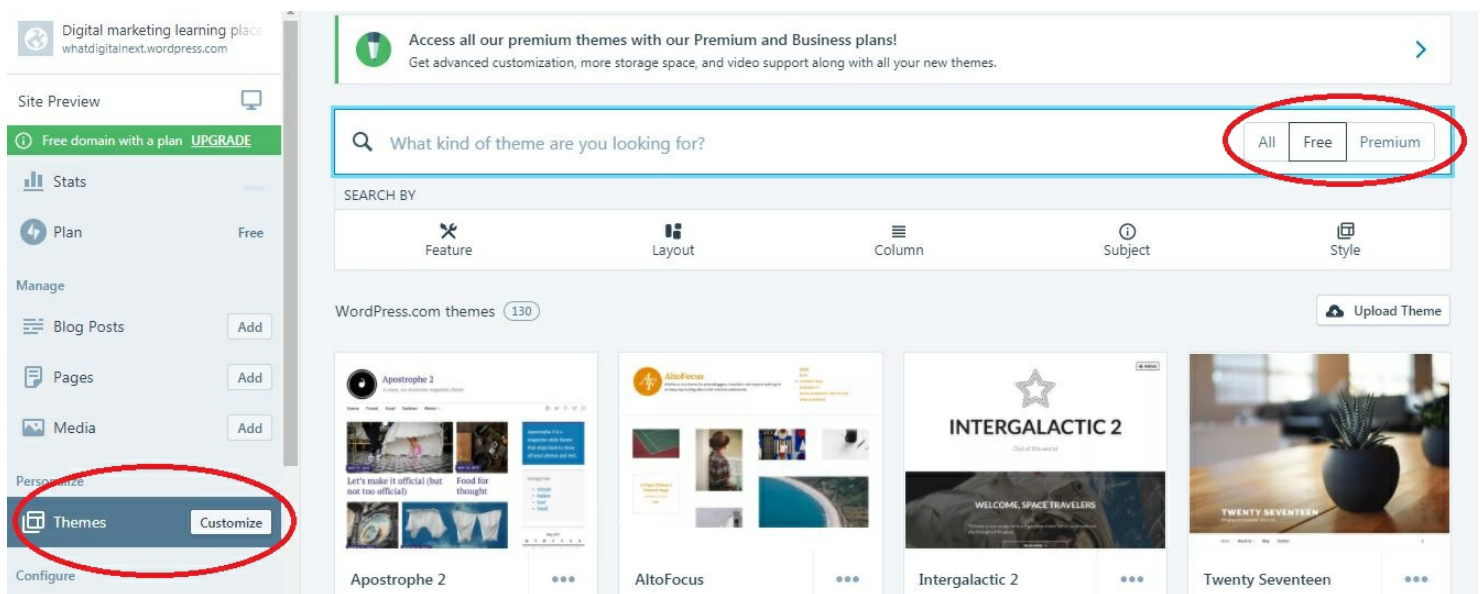 Digital marketing learning place
whatdigitalnext.wordpress.com
Site Preview
Free domain with a plan UPGRADE
Stats
Plan Free
Manage
Blog Posts Add
Pages Add
Media Add
Personalize
Themes Customize
Configure
Access all our premium themes with our Premium and Business plans!
Get advanced customization, more storage space, and video support along with all your new themes.
What kind of theme are you looking for?
All Free Premium
SEARCH BY
Feature Layout Column Subject Style
WordPress.com themes 130
Upload Theme
Apostrophe 2
Let's make it official (but
not too official)
Food for
thought
Apostrophe 2
AltoFocus
AltoFocus
MENU
INTERGALACTIC 2
Out of this world
WELCOME, SPACE TRAVELERS
Intergalactic 2
TWENTY SEVENTEEN
Twenty Seventeen